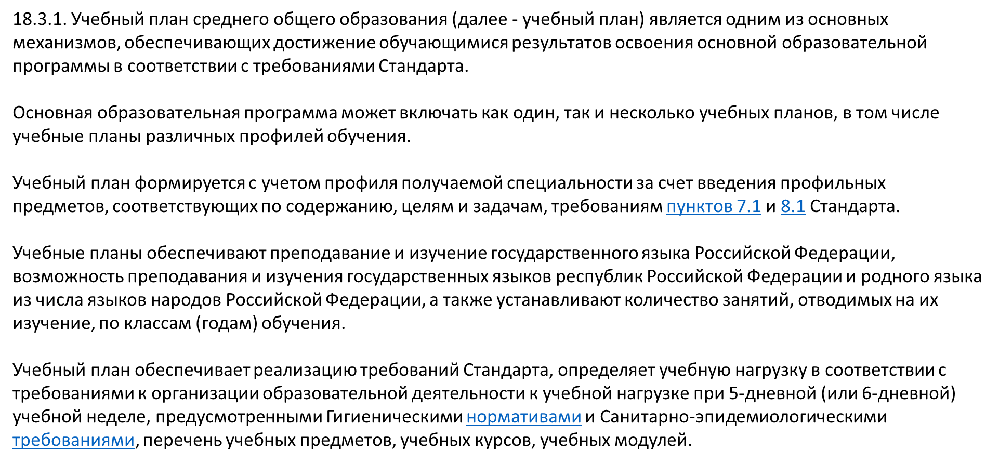 18.3.1. Учебный план среднего общего образования (далее - учебный план) является одним из основных
механизмов, обеспечивающих достижение обучающимися результатов освоения основной образовательной
программы в соответствии с требованиями Стандарта.
Основная образовательная программа может включать как один, так и несколько учебных планов, в том числе
учебные планы различных профилей обучения.
Учебный план формируется с учетом профиля получаемой специальности за счет введения профильных
предметов, соответствующих по содержанию, целям и задачам, требованиям пунктов 7.1 и 8.1 Стандарта.
Учебные планы обеспечивают преподавание и изучение государственного языка Российской Федерации,
возможность преподавания и изучения государственных языков республик Российской Федерации и родного языка
из числа языков народов Российской Федерации, а также устанавливают количество занятий, отводимых на их
изучение, по классам (годам) обучения.
Учебный план обеспечивает реализацию требований Стандарта, определяет учебную нагрузку в соответствии с
требованиями к организации образовательной деятельности к учебной нагрузке при 5-дневной (или 6-дневной)
учебной неделе, предусмотренными Гигиеническими нормативами и Санитарно-эпидемиологическими
требованиями, перечень учебных предметов, учебных курсов, учебных модулей.